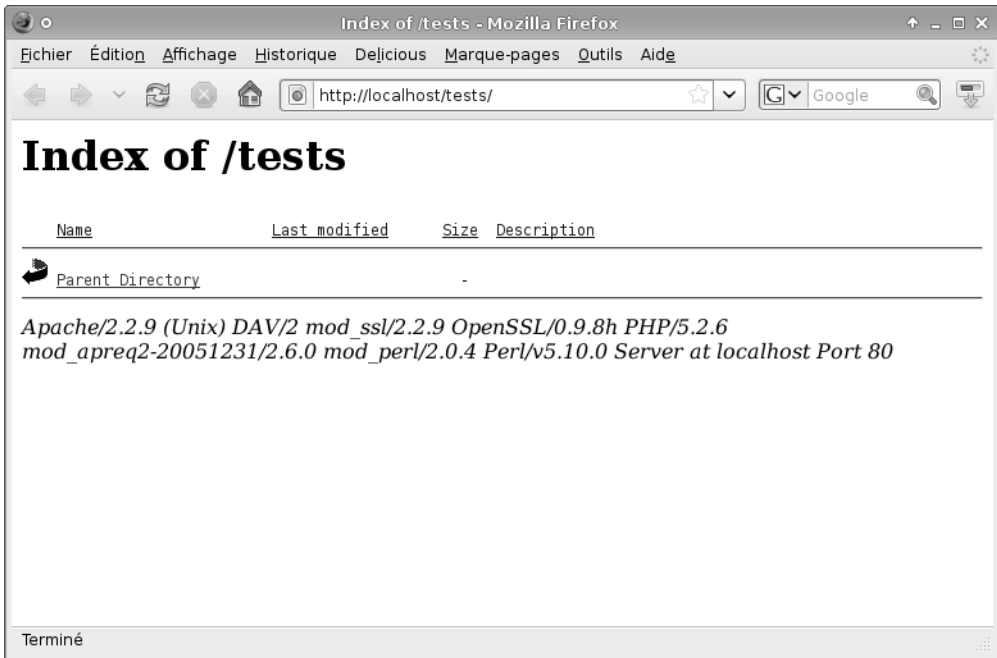 Index of /tests - Mozilla Firefox
Fichier Édition Affichage Historique Delicious Marque-pages Outils Aide
http://localhost/tests/ G Google
Index of /tests
Name Last modified Size Description
Parent Directory -
Apache/2.2.9 (Unix) DAV/2 mod_ssl/2.2.9 OpenSSL/0.9.8h PHP/5.2.6
mod_apreq2-20051231/2.6.0 mod_perl/2.0.4 Perl/v5.10.0 Server at localhost Port 80
Terminé